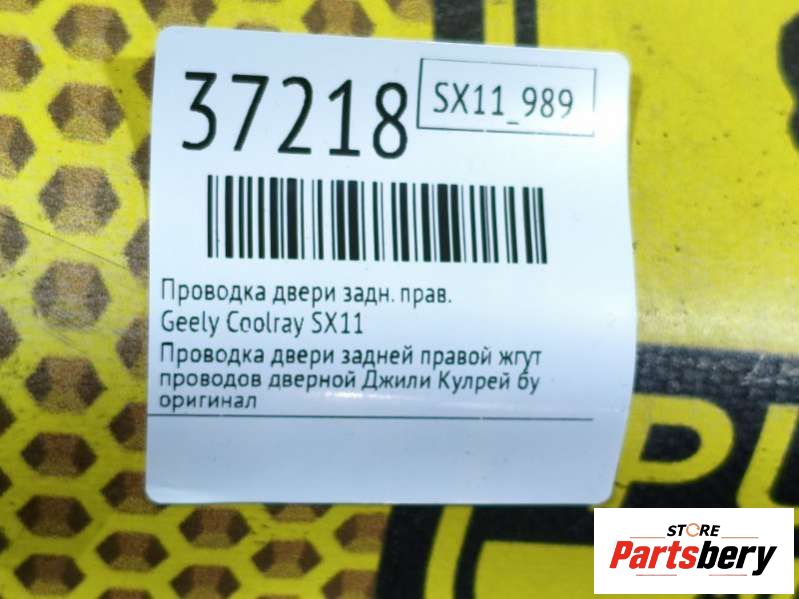 37218
SX11_989
Проводка двери задн. прав.
Geely Coolray SX11
Проводка двери задней правой жгут
проводов дверной Джили Кулрей бу
оригинал
STORE
Partsbery